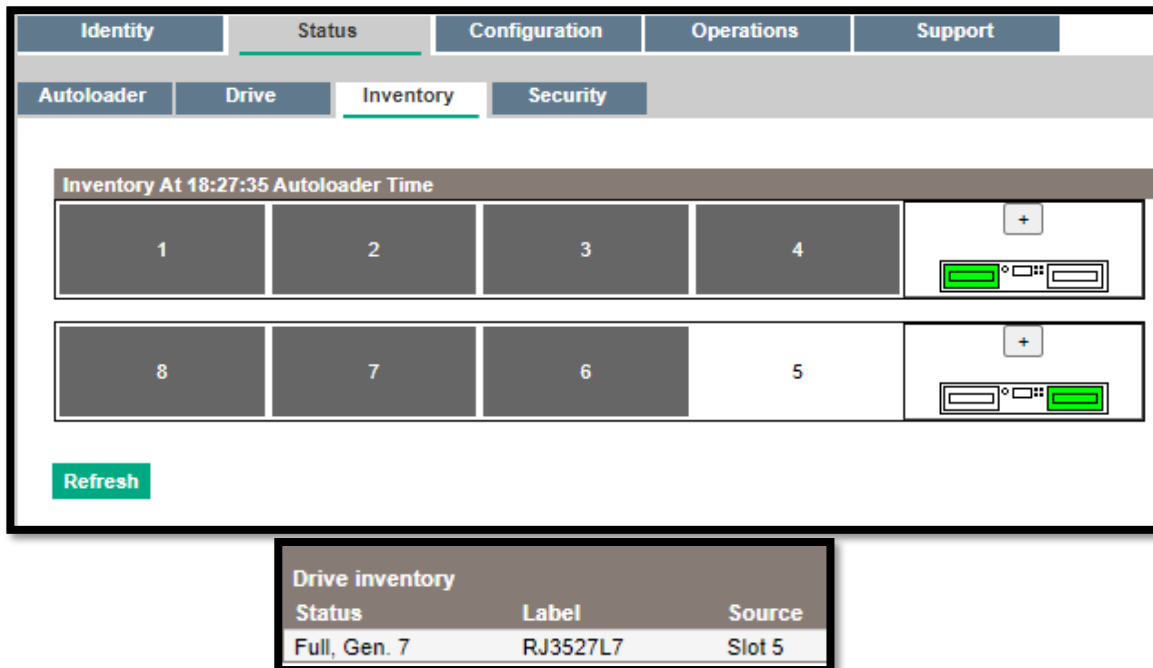 Identity Status Configuration Operations Support
Autoloader Drive Inventory Security
Inventory At 18:27:35 Autoloader Time
1 2 3 4 +
8 7 6 5 +
Refresh
Drive inventory
Status Label Source
Full, Gen. 7 RJ3527L7 Slot 5